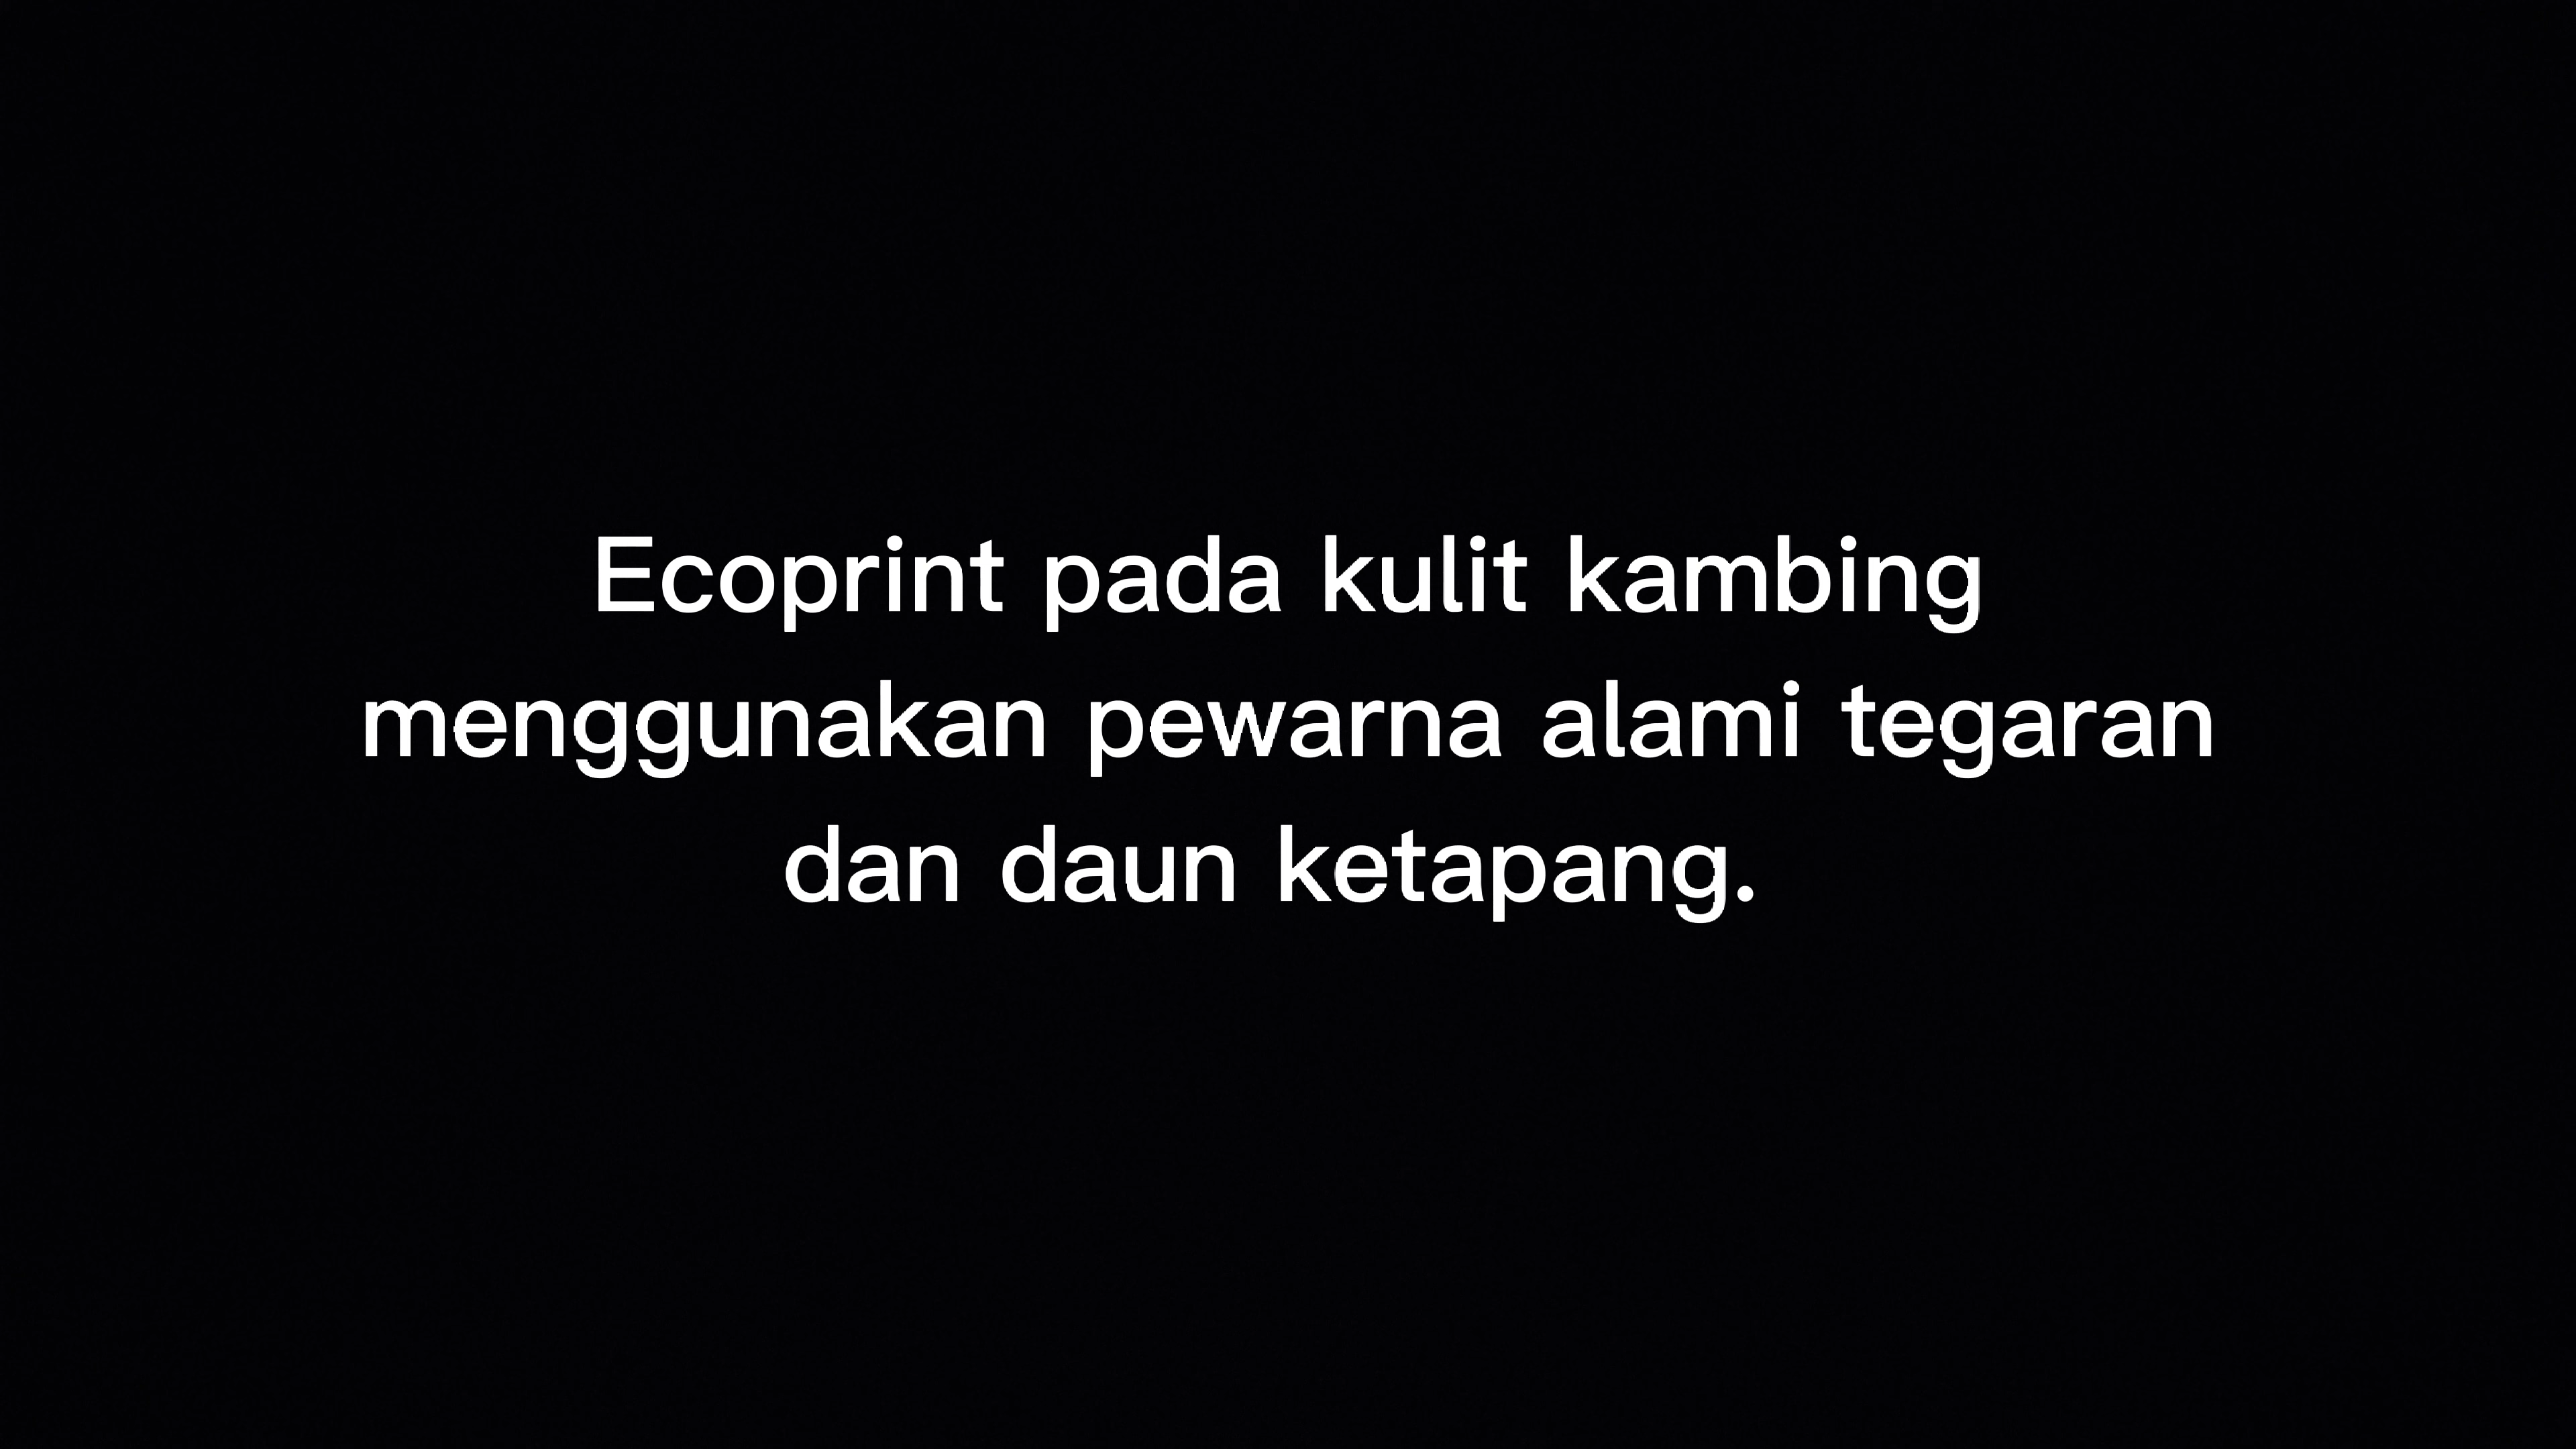 Ecoprint pada kulit kambing
menggunakan pewarna alami tegaran
dan daun ketapang.